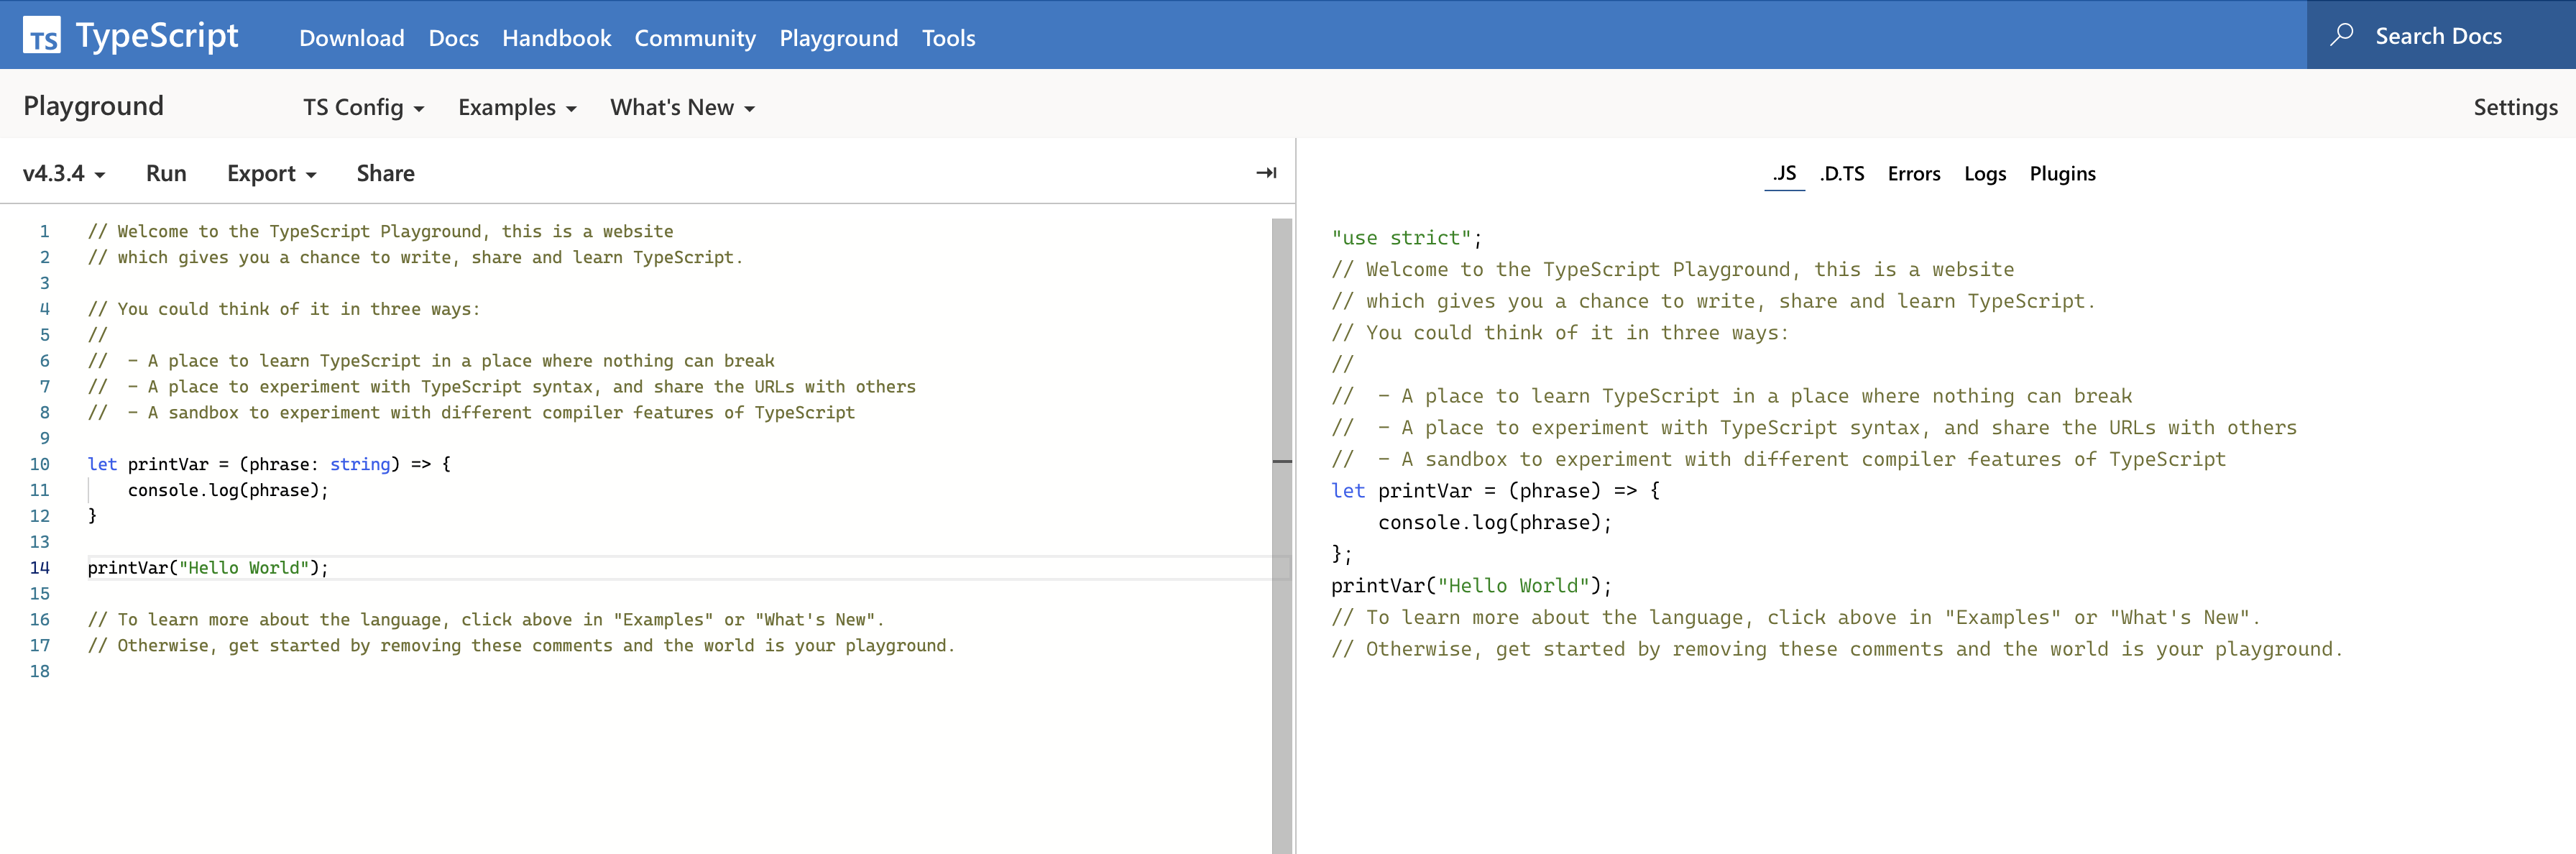 TS TypeScript Download Docs Handbook Community Playground Tools Search Docs
Playground TS Config Examples What's New Settings
v4.3.4 Run Export Share
1 // Welcome to the TypeScript Playground, this is a website
2 // which gives you a chance to write, share and learn TypeScript.
3
4 // You could think of it in three ways:
5 //
6 //  - A place to learn TypeScript in a place where nothing can break
7 //  - A place to experiment with TypeScript syntax, and share the URLs with others
8 //  - A sandbox to experiment with different compiler features of TypeScript
9
10 let printVar = (phrase: string) => {
11     console.log(phrase);
12 }
13
14 printVar("Hello World");
15
16 // To learn more about the language, click above in "Examples" or "What's New".
17 // Otherwise, get started by removing these comments and the world is your playground.
18
.JS .D.TS Errors Logs Plugins
"use strict";
// Welcome to the TypeScript Playground, this is a website
// which gives you a chance to write, share and learn TypeScript.
// You could think of it in three ways:
//
//  - A place to learn TypeScript in a place where nothing can break
//  - A place to experiment with TypeScript syntax, and share the URLs with others
//  - A sandbox to experiment with different compiler features of TypeScript
let printVar = (phrase) => {
    console.log(phrase);
};
printVar("Hello World");
// To learn more about the language, click above in "Examples" or "What's New".
// Otherwise, get started by removing these comments and the world is your playground.